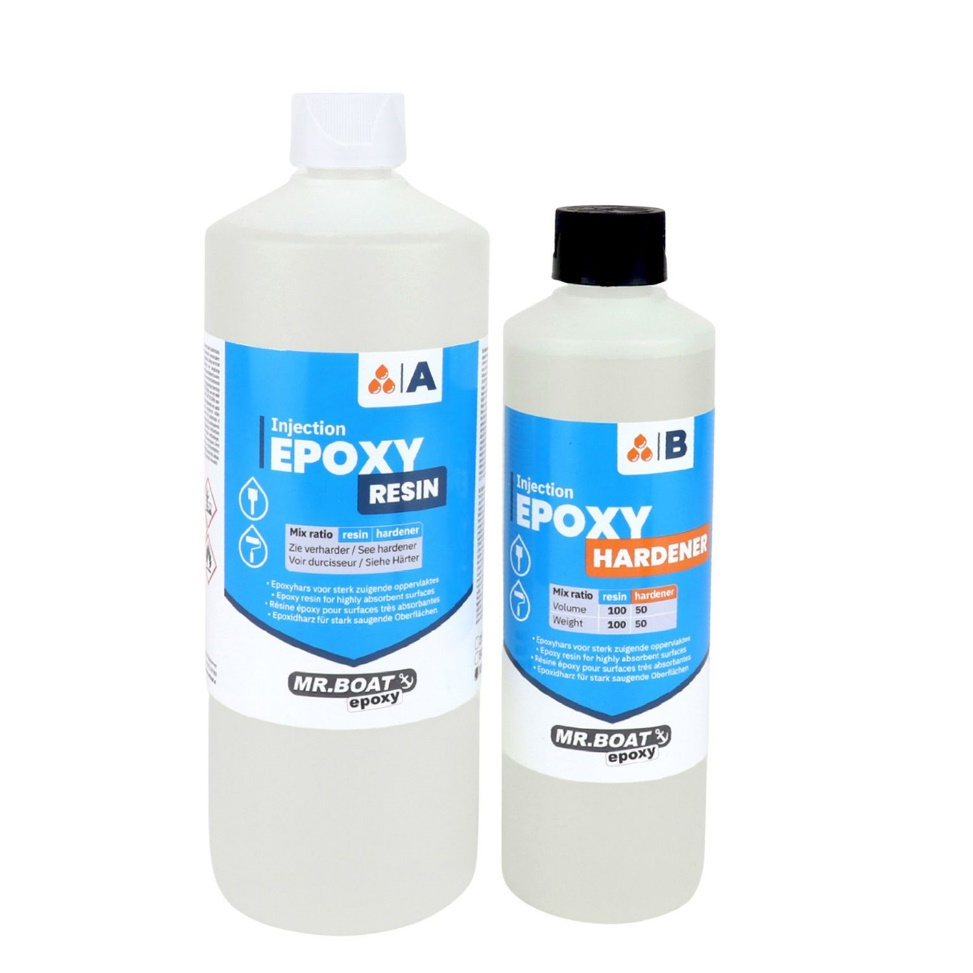 A
Injection
EPOXY
RESIN
Mix ratio resin hardener
Zie verharder / See hardener
Voir durcisseur / Siehe Härter
• Epoxyhars voor sterk zuigende oppervlaktes
• Epoxy resin for highly absorbent surfaces
• Résine époxy pour surfaces très absorbantes
• Epoxidharz für stark saugende Oberflächen
MR.BOAT
epoxy
B
Injection
EPOXY
HARDENER
Mix ratio resin hardener
Volume 100 50
Weight 100 50
• Epoxyhars voor sterk zuigende oppervlaktes
• Epoxy resin for highly absorbent surfaces
• Résine époxy pour surfaces très absorbantes
• Epoxidharz für stark saugende Oberflächen
MR.BOAT
epoxy